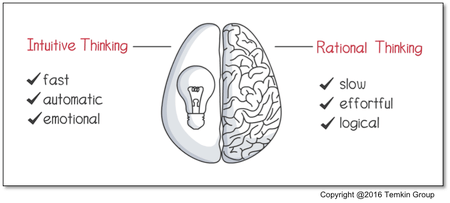 Intuitive Thinking
✔ fast
✔ automatic
✔ emotional
Rational Thinking
✔ slow
✔ effortful
✔ logical
Copyright @2016 Temkin Group